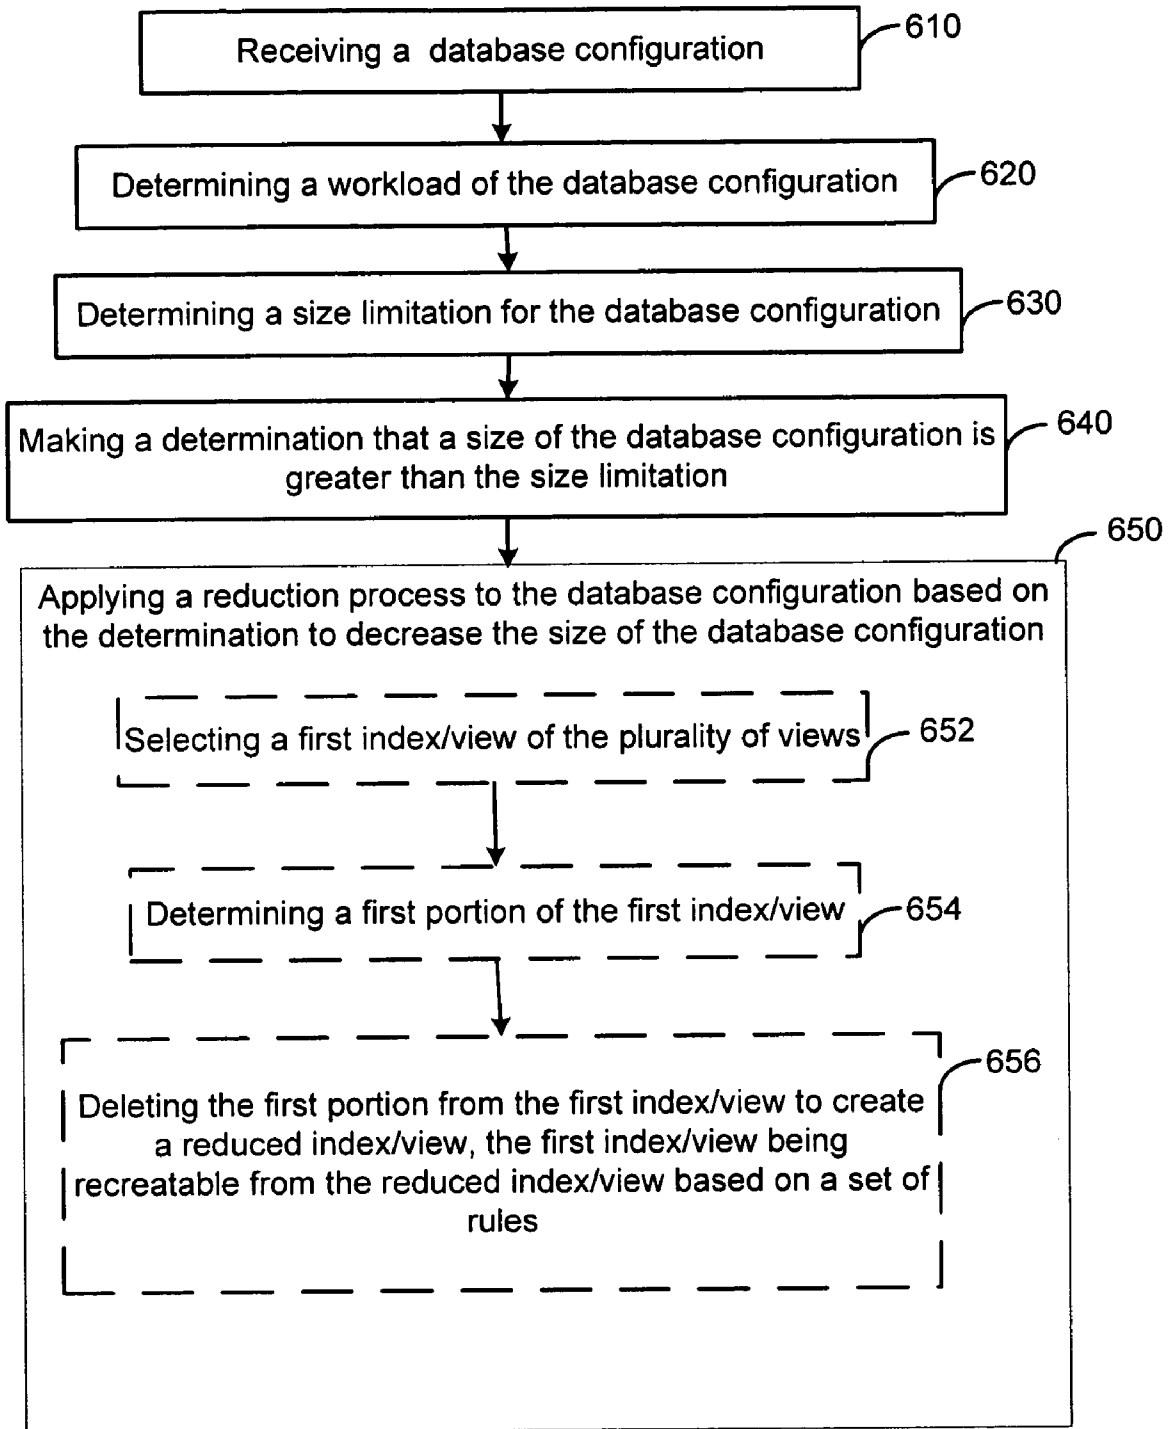 Receiving a database configuration
610
Determining a workload of the database configuration
620
Determining a size limitation for the database configuration
630
Making a determination that a size of the database configuration is
greater than the size limitation
640
650
Applying a reduction process to the database configuration based on
the determination to decrease the size of the database configuration
Selecting a first index/view of the plurality of views
652
Determining a first portion of the first index/view
654
656
Deleting the first portion from the first index/view to create
a reduced index/view, the first index/view being
recreatable from the reduced index/view based on a set of
rules